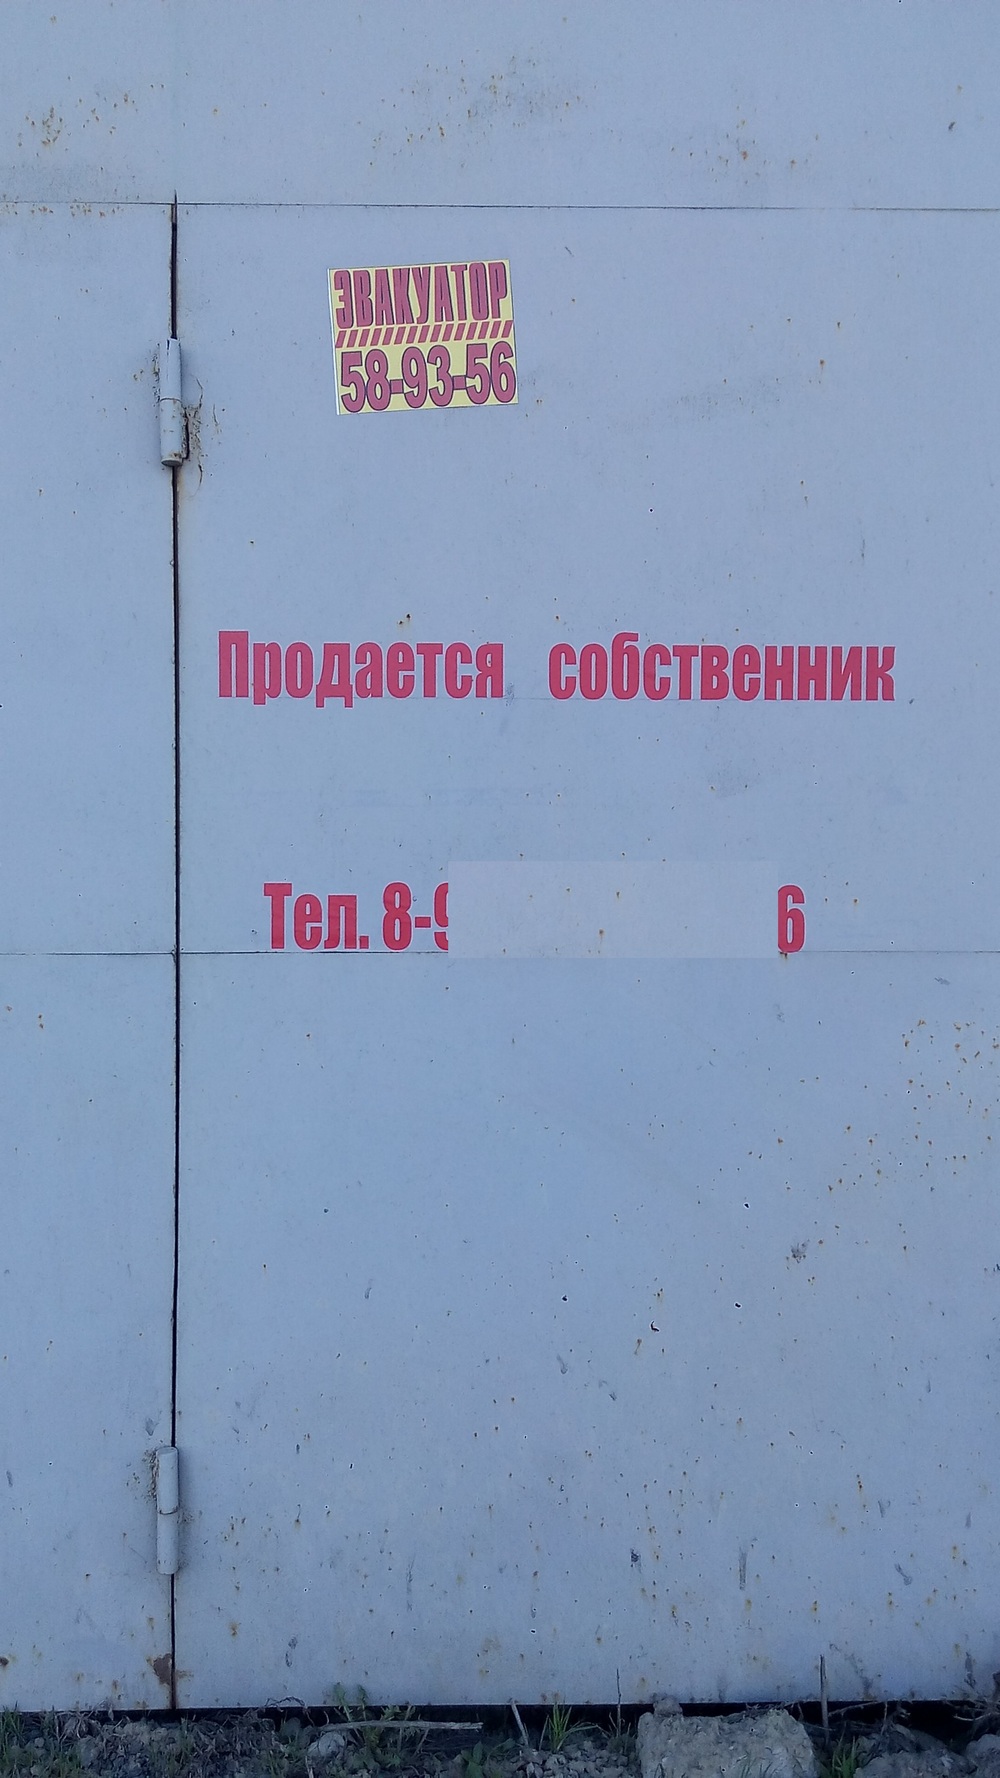 ЭВАКУАТОР
58-93-56
Продается собственник
Тел. 8-9 6